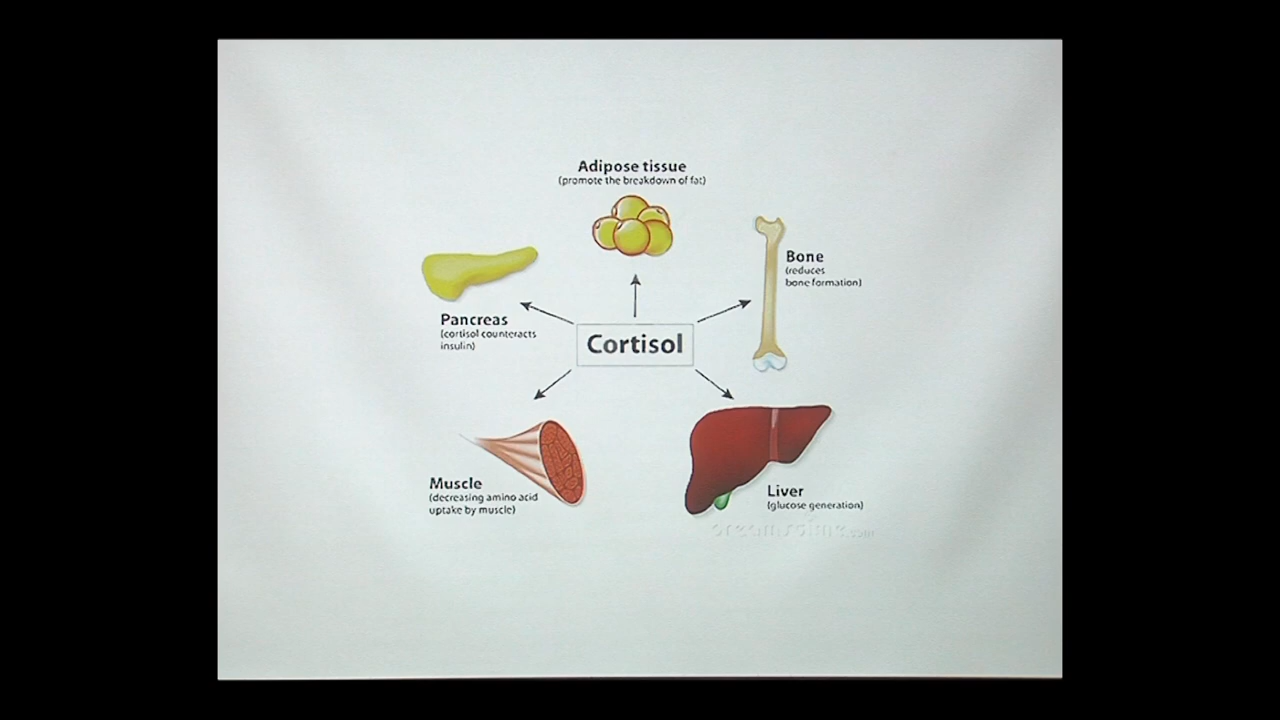 Adipose tissue
(promote the breakdown of fat)
Bone
(reduces
bone formation)
Pancreas
(cortisol counteracts
insulin)
Cortisol
Muscle
(decreasing amino acid
uptake by muscle)
Liver
(glucose generation)